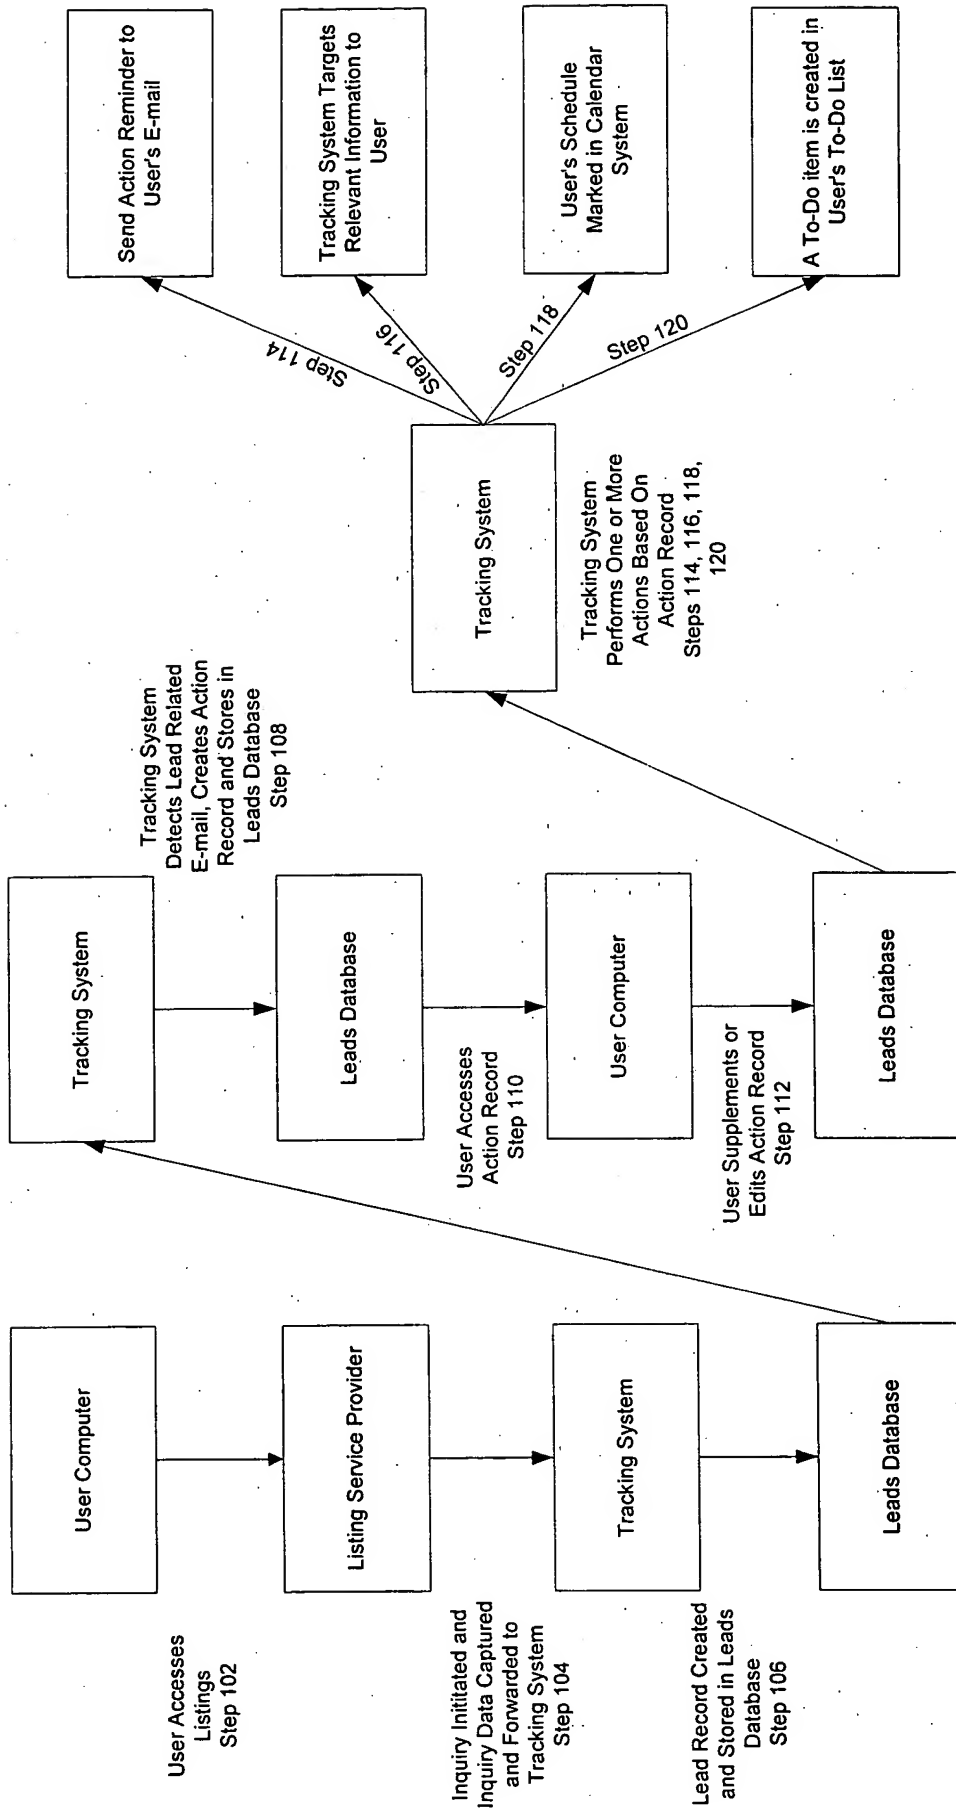 User Accesses
Listings
Step 102
User Computer
Listing Service Provider
Inquiry Inititated and
Inquiry Data Captured
and Forwarded to
Tracking System
Step 104
Tracking System
Lead Record Created
and Stored in Leads
Database
Step 106
Leads Database
Tracking System
Tracking System
Detects Lead Related
E-mail, Creates Action
Record and Stores in
Leads Database
Step 108
Leads Database
User Accesses
Action Record
Step 110
User Computer
User Supplements or
Edits Action Record
Step 112
Leads Database
Tracking System
Tracking System
Performs One or More
Actions Based On
Action Record
Steps 114, 116, 118,
120
Step 114
Send Action Reminder to
User's E-mail
Step 116
Tracking System Targets
Relevant Information to
User
Step 118
User's Schedule
Marked in Calendar
System
Step 120
A To-Do item is created in
User's To-Do List